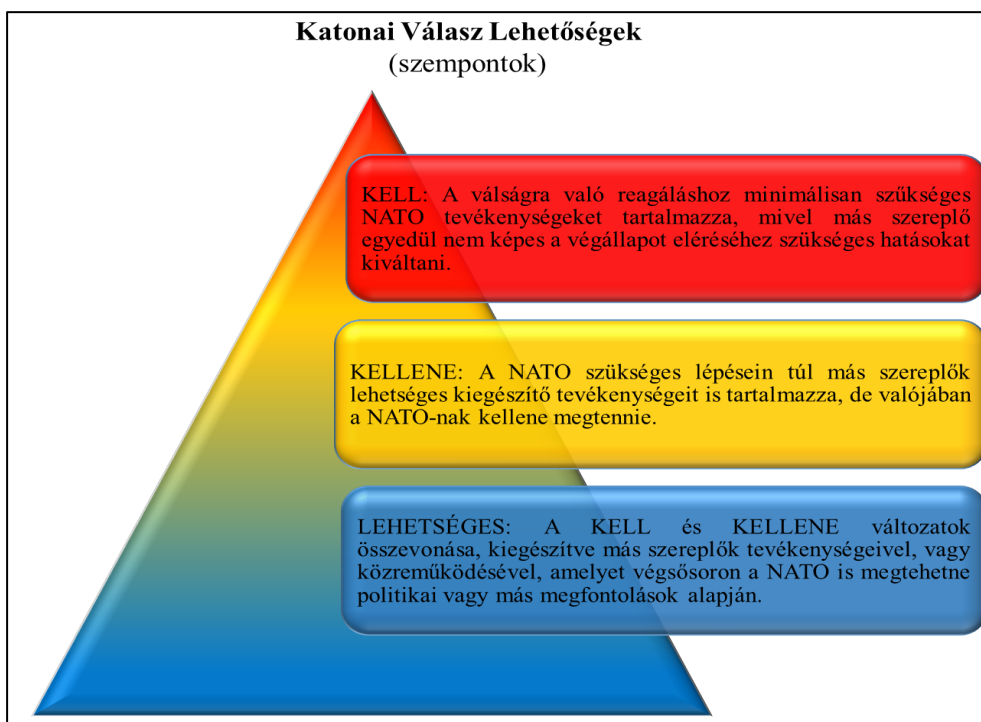 Katonai Válasz Lehetőségek
(szempontok)
KELL: A válságra való reagáláshoz minimálisan szükséges
NATO tevékenységeket tartalmazza, mivel más szereplő
egyedül nem képes a végállapot eléréséhez szükséges hatásokat
kiváltani.
KELLENE: A NATO szükséges lépésein túl más szereplők
lehetséges kiegészítő tevékenységeit is tartalmazza, de valójában
a NATO-nak kellene megtennie.
LEHETSÉGES: A KELL és KELLENE változatok
összevonása, kiegészítve más szereplők tevékenységeivel, vagy
közreműködésével, amelyet végsősoron a NATO is megtehetne
politikai vagy más megfontolások alapján.